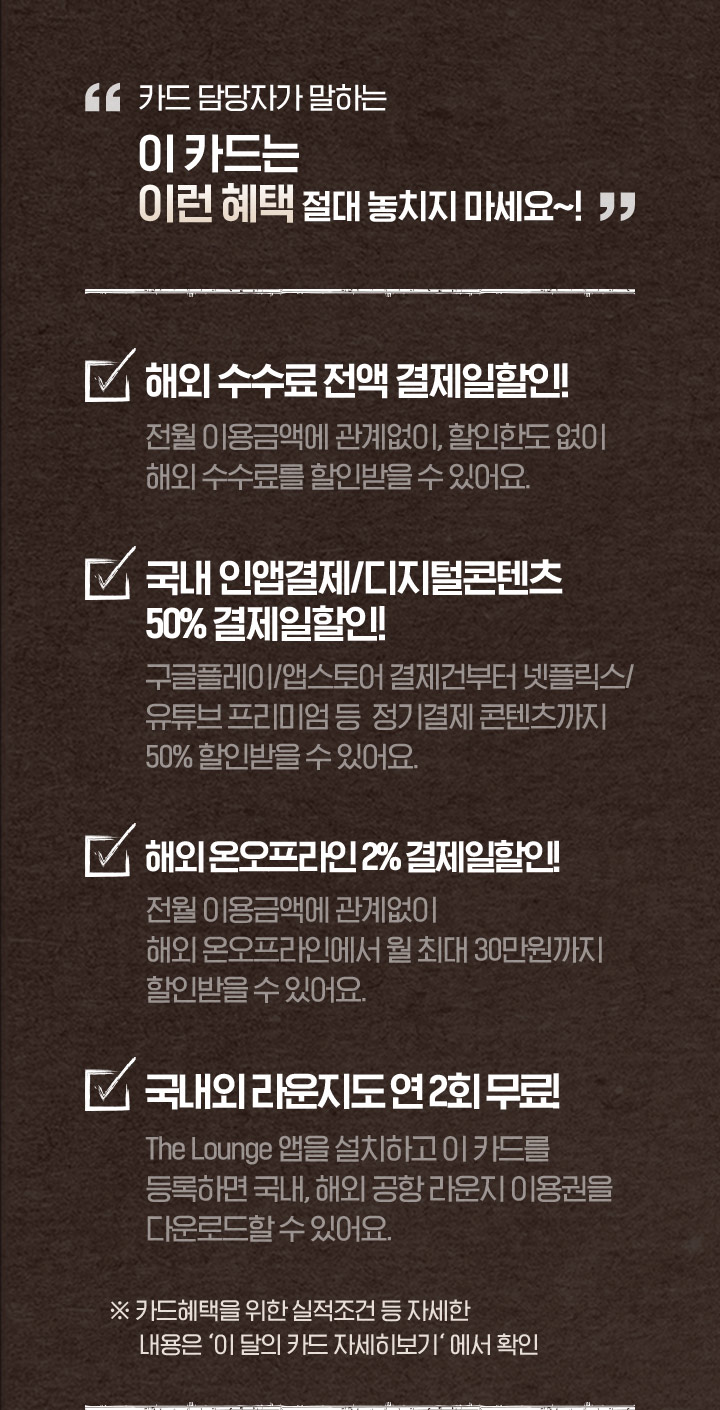 “ 카드 담당자가 말하는
이 카드는
이런 혜택 절대 놓치지 마세요~! ”
해외 수수료 전액 결제일할인!
전월 이용금액에 관계없이, 할인한도 없이
해외 수수료를 할인받을 수 있어요.
국내 인앱결제/디지털콘텐츠
50% 결제일할인!
구글플레이/앱스토어 결제건부터 넷플릭스/
유튜브 프리미엄 등 정기결제 콘텐츠까지
50% 할인받을 수 있어요.
해외 온오프라인 2% 결제일할인!
전월 이용금액에 관계없이
해외 온오프라인에서 월 최대 30만원까지
할인받을 수 있어요.
국내외 라운지도 연 2회 무료!
The Lounge 앱을 설치하고 이 카드를
등록하면 국내, 해외 공항 라운지 이용권을
다운로드할 수 있어요.
※ 카드혜택을 위한 실적조건 등 자세한
내용은 ‘이 달의 카드 자세히보기‘ 에서 확인